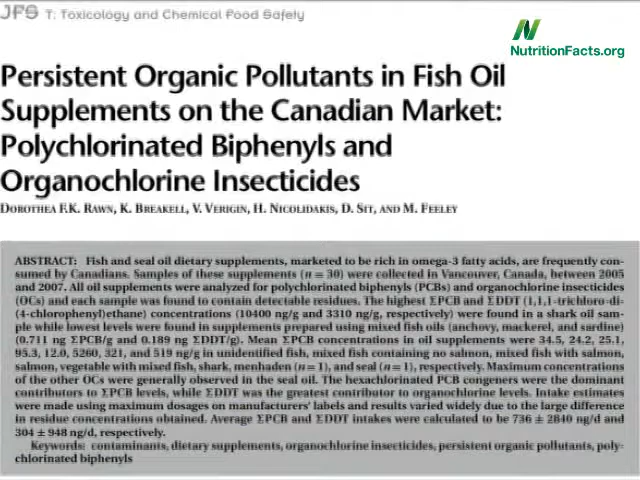 JFS T: Toxicology and Chemical Food Safety
NutritionFacts.org
Persistent Organic Pollutants in Fish Oil
Supplements on the Canadian Market:
Polychlorinated Biphenyls and
Organochlorine Insecticides
DOROTHEA F.K. RAWN, K. BREAKELL, V. VERIGIN, H. NICOLIDAKIS, D. SIT, AND M. FEELEY
ABSTRACT: Fish and seal oil dietary supplements, marketed to be rich in omega-3 fatty acids, are frequently con-
sumed by Canadians. Samples of these supplements (n = 30) were collected in Vancouver, Canada, between 2005
and 2007. All oil supplements were analyzed for polychlorinated biphenyls (PCBs) and organochlorine insecticides
(OCs) and each sample was found to contain detectable residues. The highest ΣPCB and ΣDDT (1,1,1-trichloro-di-
(4-chlorophenyl)ethane) concentrations (10400 ng/g and 3310 ng/g, respectively) were found in a shark oil sam-
ple while lowest levels were found in supplements prepared using mixed fish oils (anchovy, mackerel, and sardine)
(0.711 ng ΣPCB/g and 0.189 ng ΣDDT/g). Mean ΣPCB concentrations in oil supplements were 34.5, 24.2, 25.1,
95.3, 12.0, 5260, 321, and 519 ng/g in unidentified fish, mixed fish containing no salmon, mixed fish with salmon,
salmon, vegetable with mixed fish, shark, menhaden (n = 1), and seal (n = 1), respectively. Maximum concentrations
of the other OCs were generally observed in the seal oil. The hexachlorinated PCB congeners were the dominant
contributors to ΣPCB levels, while ΣDDT was the greatest contributor to organochlorine levels. Intake estimates
were made using maximum dosages on manufacturers' labels and results varied widely due to the large difference
in residue concentrations obtained. Average ΣPCB and ΣDDT intakes were calculated to be 736 ± 2840 ng/d and
304 ± 948 ng/d, respectively.
Keywords: contaminants, dietary supplements, organochlorine insecticides, persistent organic pollutants, poly-
chlorinated biphenyls